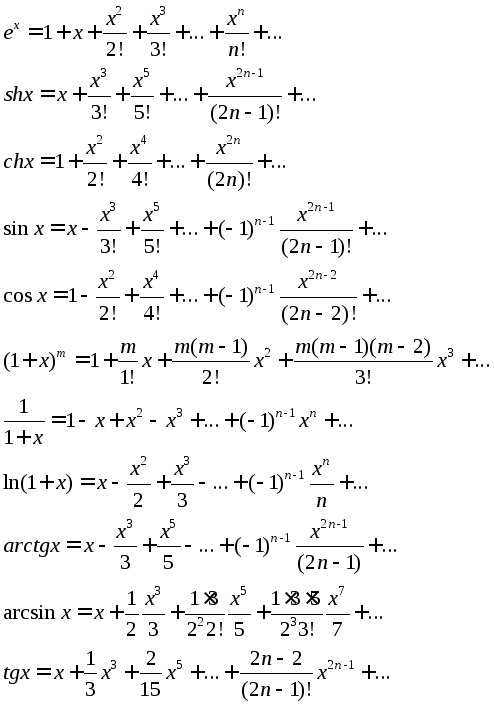 e^x = 1 + x + x^2/2! + x^3/3! + ... + x^n/n! + ...
shx = x + x^3/3! + x^5/5! + ... + x^(2n-1)/(2n-1)! + ...
chx = 1 + x^2/2! + x^4/4! + ... + x^(2n)/(2n)! + ...
sin x = x - x^3/3! + x^5/5! + ... + (-1)^(n-1) x^(2n-1)/(2n-1)! + ...
cos x = 1 - x^2/2! + x^4/4! + ... + (-1)^(n-1) x^(2n-2)/(2n-2)! + ...
(1+x)^m = 1 + m/1! x + m(m-1)/2! x^2 + m(m-1)(m-2)/3! x^3 + ...
1/(1+x) = 1 - x + x^2 - x^3 + ... + (-1)^(n-1) x^n + ...
ln(1+x) = x - x^2/2 + x^3/3 - ... + (-1)^(n-1) x^n/n + ...
arctgx = x - x^3/3 + x^5/5 - ... + (-1)^(n-1) x^(2n-1)/(2n-1) + ...
arcsin x = x + 1/2 x^3/3 + 1×3/(2^2 2!) x^5/5 + 1×3×5/(2^3 3!) x^7/7 + ...
tgx = x + 1/3 x^3 + 2/15 x^5 + ... + (2n-2)/(2n-1)! x^(2n-1) + ...